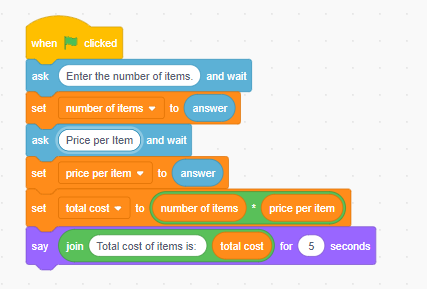 when clicked
ask Enter the number of items. and wait
set number of items to answer
ask Price per Item and wait
set price per item to answer
set total cost to number of items * price per item
say join Total cost of items is: total cost for 5 seconds